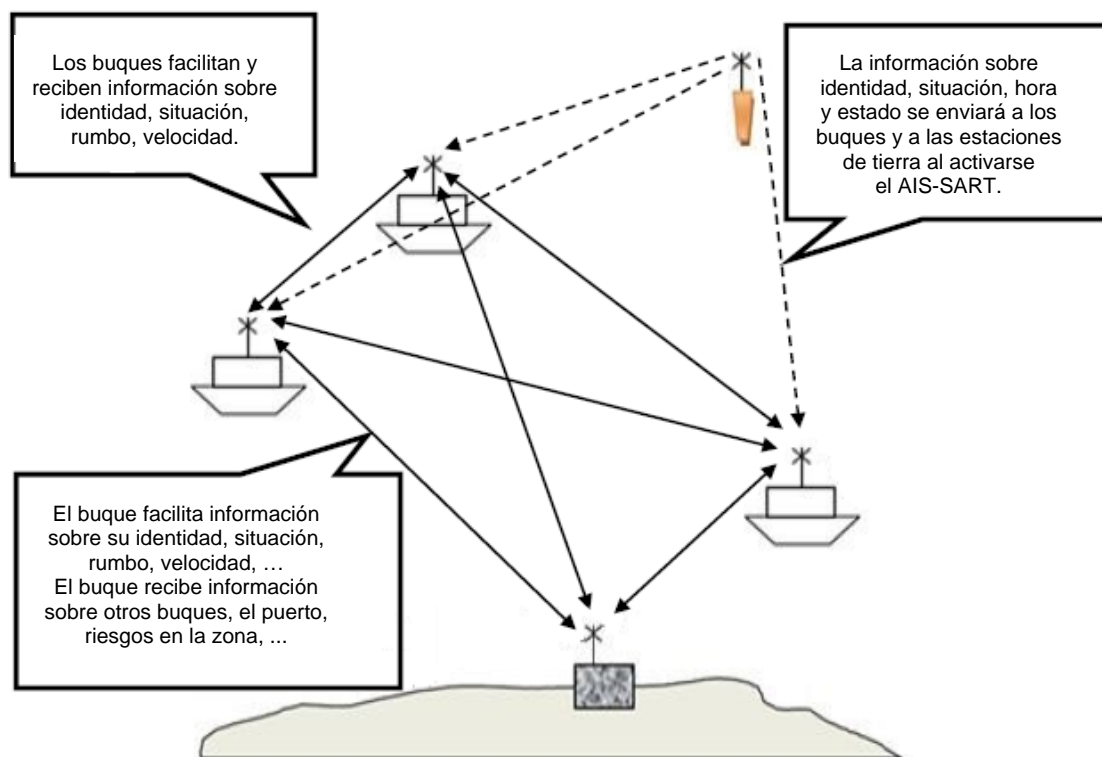 Los buques facilitan y
reciben información sobre
identidad, situación,
rumbo, velocidad.
La información sobre
identidad, situación, hora
y estado se enviará a los
buques y a las estaciones
de tierra al activarse
el AIS-SART.
El buque facilita información
sobre su identidad, situación,
rumbo, velocidad, …
El buque recibe información
sobre otros buques, el puerto,
riesgos en la zona, ...